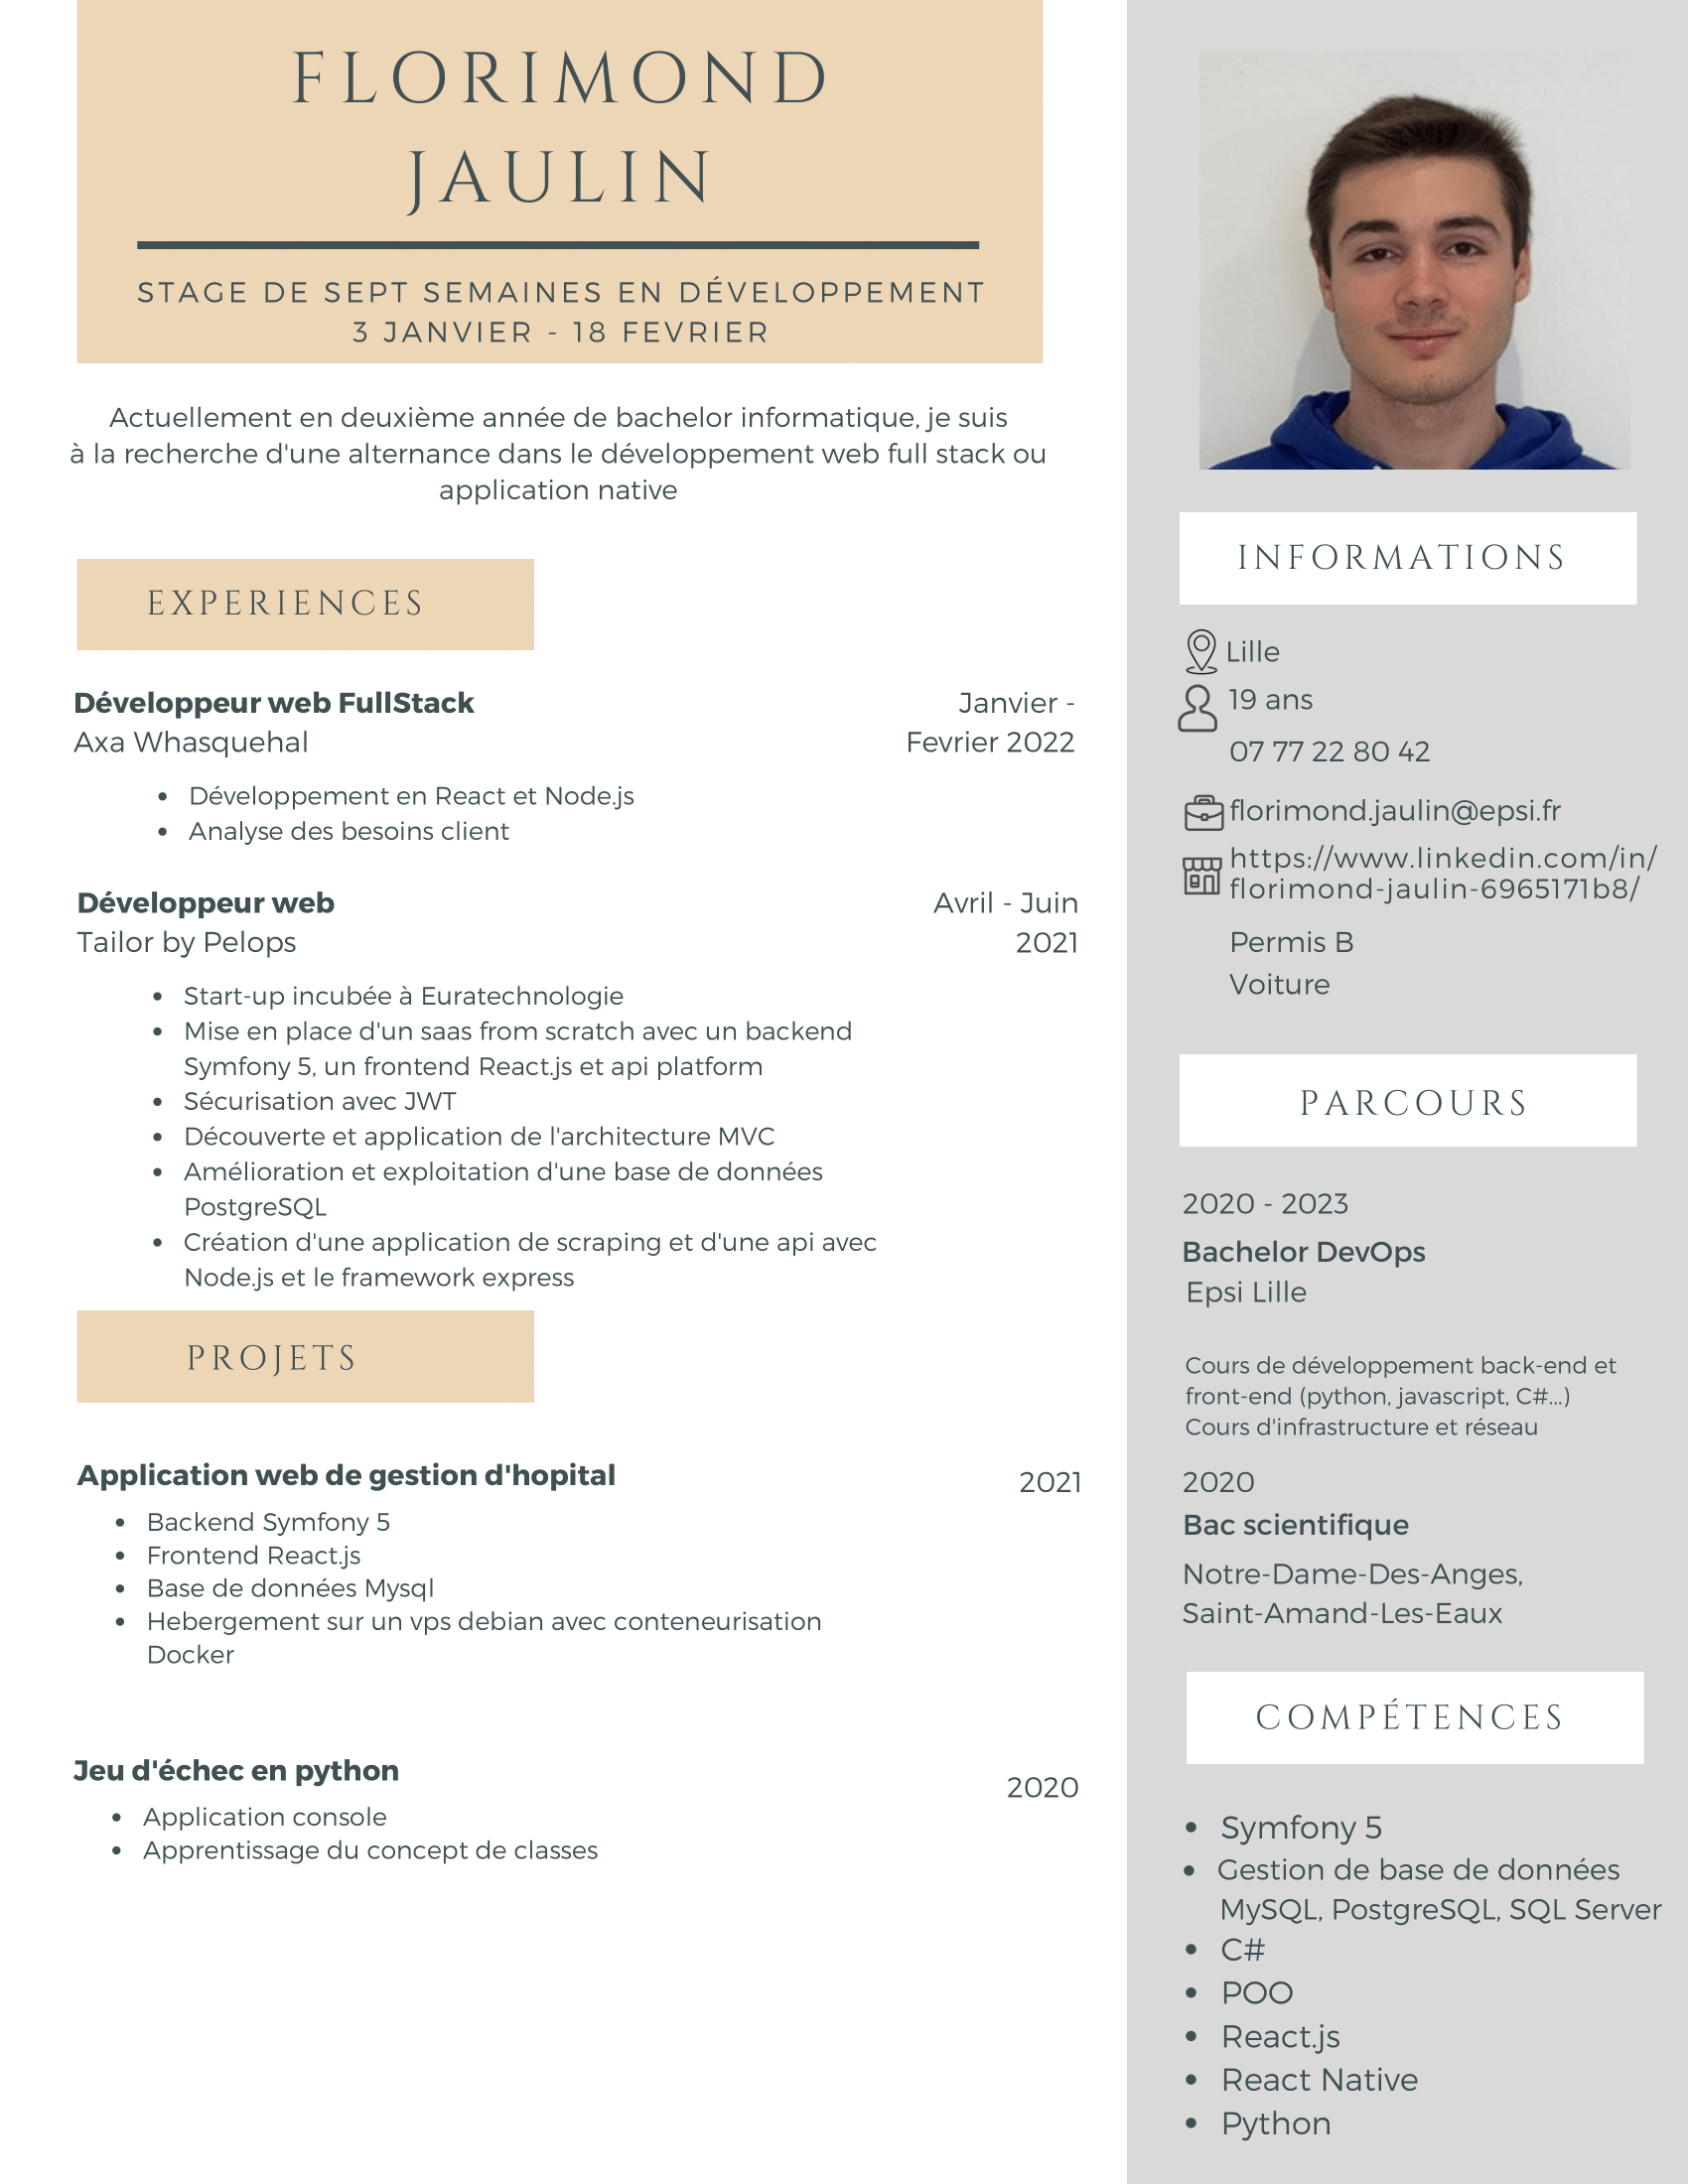 FLORIMOND
JAULIN
STAGE DE SEPT SEMAINES EN DÉVELOPPEMENT
3 JANVIER - 18 FEVRIER
Actuellement en deuxième année de bachelor informatique, je suis
à la recherche d'une alternance dans le développement web full stack ou
application native
EXPERIENCES
Développeur web FullStack
Janvier -
Axa Whasquehal
Fevrier 2022
• Développement en React et Node.js
• Analyse des besoins client
Développeur web
Avril - Juin
Tailor by Pelops
2021
• Start-up incubée à Euratechnologie
• Mise en place d'un saas from scratch avec un backend
Symfony 5, un frontend React.js et api platform
• Sécurisation avec JWT
• Découverte et application de l'architecture MVC
• Amélioration et exploitation d'une base de données
PostgreSQL
• Création d'une application de scraping et d'une api avec
Node.js et le framework express
PROJETS
Application web de gestion d'hopital
2021
• Backend Symfony 5
• Frontend React.js
• Base de données Mysql
• Hebergement sur un vps debian avec conteneurisation
Docker
Jeu d'échec en python
2020
• Application console
• Apprentissage du concept de classes
INFORMATIONS
Lille
19 ans
07 77 22 80 42
florimond.jaulin@epsi.fr
https://www.linkedin.com/in/
florimond-jaulin-6965171b8/
Permis B
Voiture
PARCOURS
2020 - 2023
Bachelor DevOps
Epsi Lille
Cours de développement back-end et
front-end (python, javascript, C#...)
Cours d'infrastructure et réseau
2020
Bac scientifique
Notre-Dame-Des-Anges,
Saint-Amand-Les-Eaux
COMPÉTENCES
• Symfony 5
• Gestion de base de données
MySQL, PostgreSQL, SQL Server
• C#
• POO
• React.js
• React Native
• Python